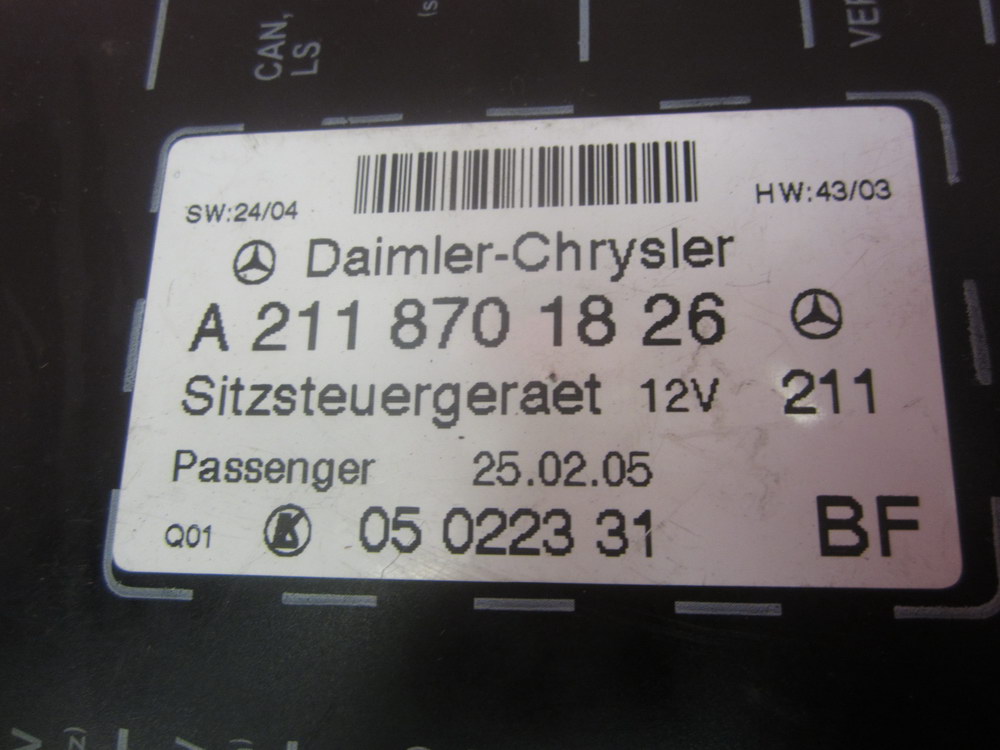 CAN,
LS
SW:24/04
HW:43/03
Daimler-Chrysler
A 211 870 18 26
Sitzsteuergeraet 12V 211
Passenger 25.02.05
Q01 K 05 0223 31 BF